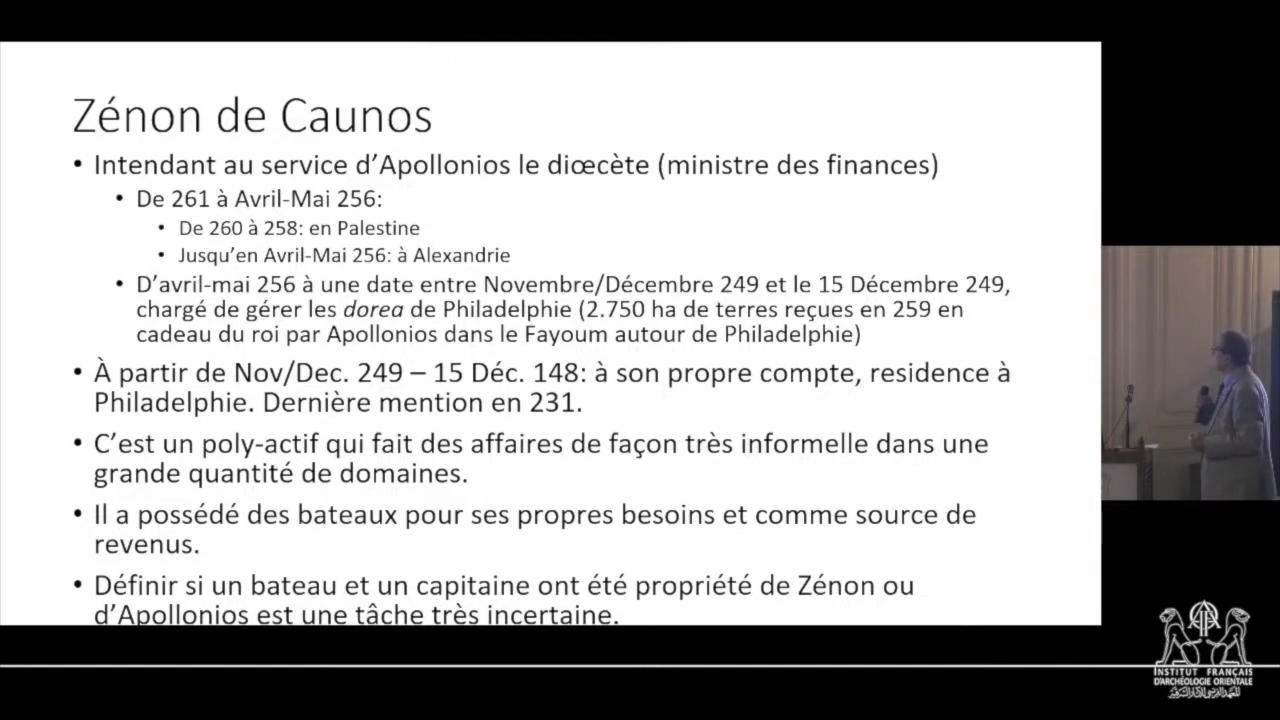 Zénon de Caunos
• Intendant au service d’Apollonios le diœcète (ministre des finances)
• De 261 à Avril-Mai 256:
• De 260 à 258: en Palestine
• Jusqu’en Avril-Mai 256: à Alexandrie
• D’avril-mai 256 à une date entre Novembre/Décembre 249 et le 15 Décembre 249,
chargé de gérer les dorea de Philadelphie (2.750 ha de terres reçues en 259 en
cadeau du roi par Apollonios dans le Fayoum autour de Philadelphie)
• À partir de Nov/Dec. 249 – 15 Déc. 148: à son propre compte, residence à
Philadelphie. Dernière mention en 231.
• C’est un poly-actif qui fait des affaires de façon très informelle dans une
grande quantité de domaines.
• Il a possédé des bateaux pour ses propres besoins et comme source de
revenus.
• Définir si un bateau et un capitaine ont été propriété de Zénon ou
d’Apollonios est une tâche très incertaine.
INSTITUT FRANÇAIS
D’ARCHÉOLOGIE ORIENTALE